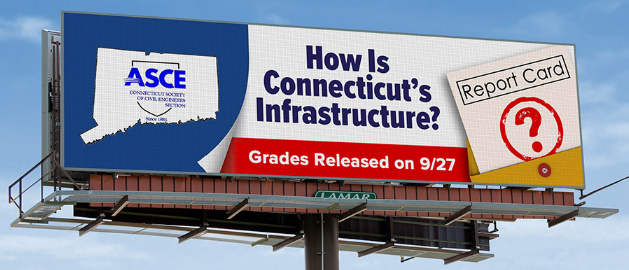 ASCE
CONNECTICUT SOCIETY
OF CIVIL ENGINEERS
SECTION
Since 1882
How Is
Connecticut's
Infrastructure?
Grades Released on 9/27
Report Card
?
LAMAR